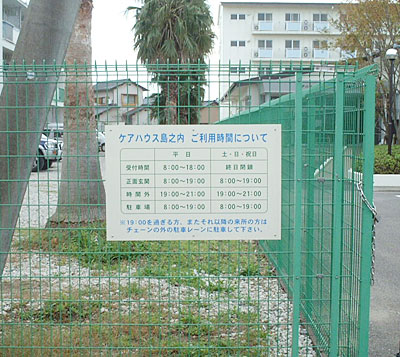 ケアハウス島之内 ご利用時間について
平日 土・日・祝日
受付時間 8:00～18:00 終日閉鎖
正面玄関 8:00～19:00 8:00～19:00
時間外 19:00～21:00 19:00～21:00
駐車場 8:00～19:00 8:00～19:00
※19:00を過ぎる方、またそれ以降の来所の方は
チェーンの外の駐車レーンに駐車して下さい。